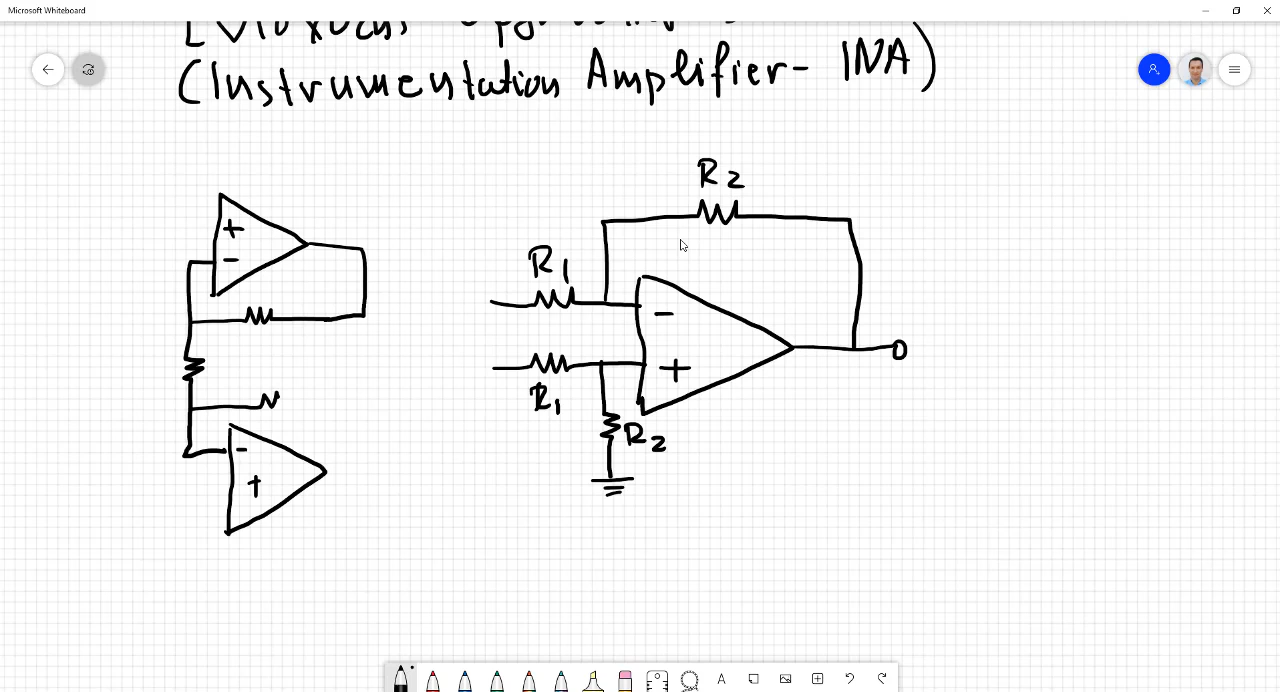 Microsoft Whiteboard
(Instrumentation Amplifier- INA)
R2
+
-
R1
-
+
R1
R2
-
+
A